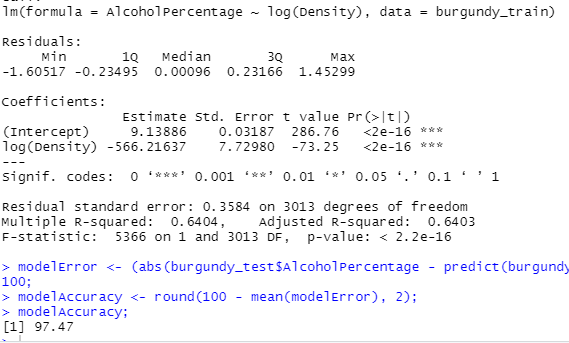 lm(formula = AlcoholPercentage ~ log(Density), data = burgundy_train)
Residuals:
Min 1Q Median 3Q Max
-1.60517 -0.23495 0.00096 0.23166 1.45299
Coefficients:
Estimate Std. Error t value Pr(>|t|)
(Intercept) 9.13886 0.03187 286.76 <2e-16 ***
log(Density) -566.21637 7.72980 -73.25 <2e-16 ***
---
Signif. codes: 0 ‘***’ 0.001 ‘**’ 0.01 ‘*’ 0.05 ‘.’ 0.1 ‘ ’ 1
Residual standard error: 0.3584 on 3013 degrees of freedom
Multiple R-squared: 0.6404, Adjusted R-squared: 0.6403
F-statistic: 5366 on 1 and 3013 DF, p-value: < 2.2e-16
> modelError <- (abs(burgundy_test$AlcoholPercentage - predict(burgundy
100;
> modelAccuracy <- round(100 - mean(modelError), 2);
> modelAccuracy;
[1] 97.47